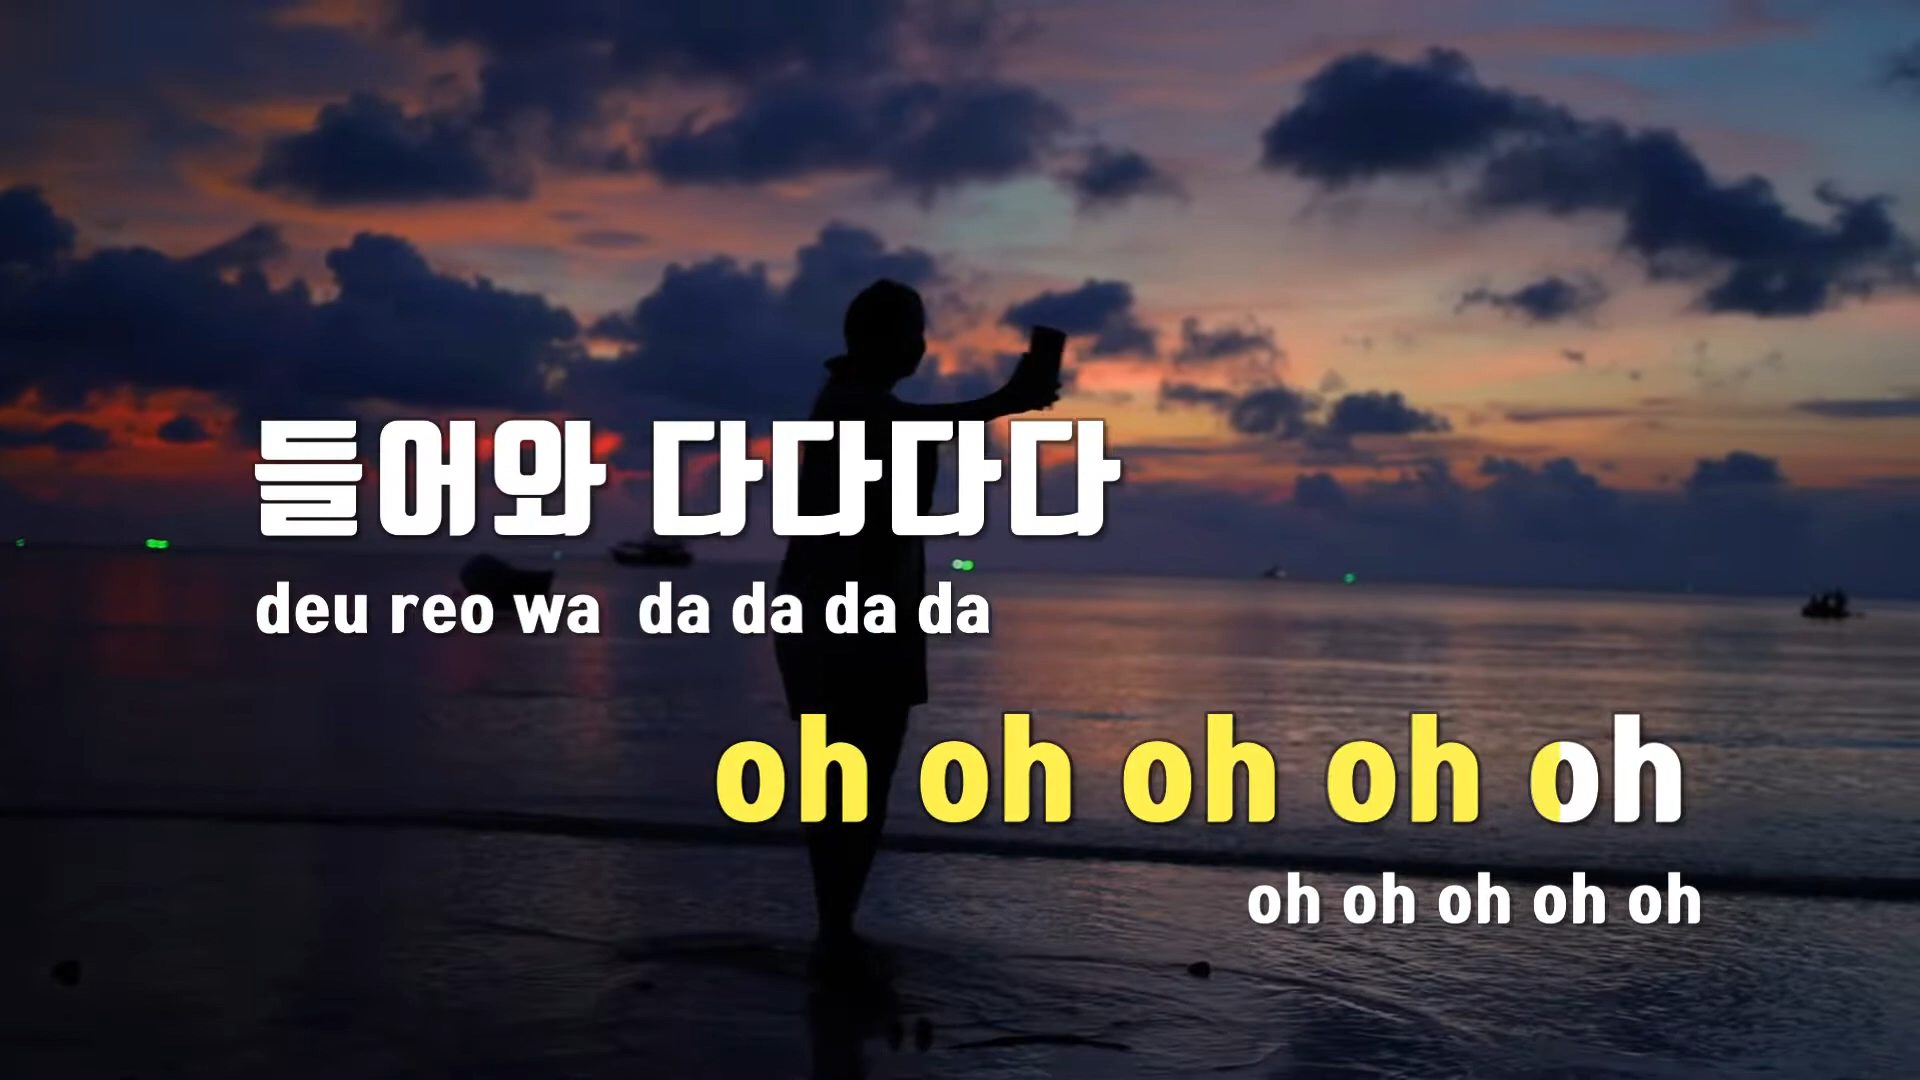 들어와 다다다다
deu reo wa da da da da
oh oh oh oh oh
oh oh oh oh oh